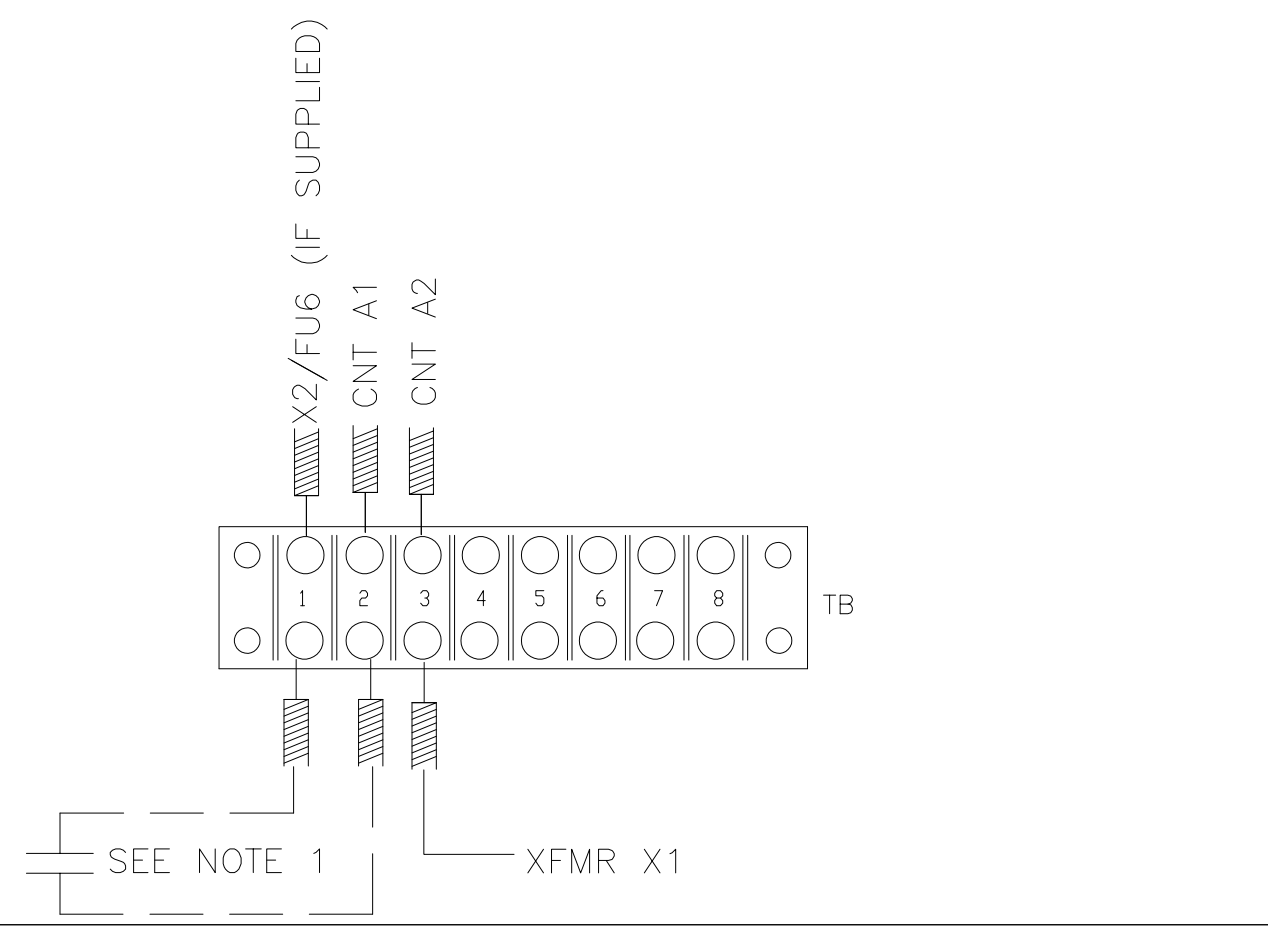 X2/FU6 (IF SUPPLIED)
CNT A1
CNT A2
1 2 3 4 5 6 7 8
TB
SEE NOTE 1
XFMR X1